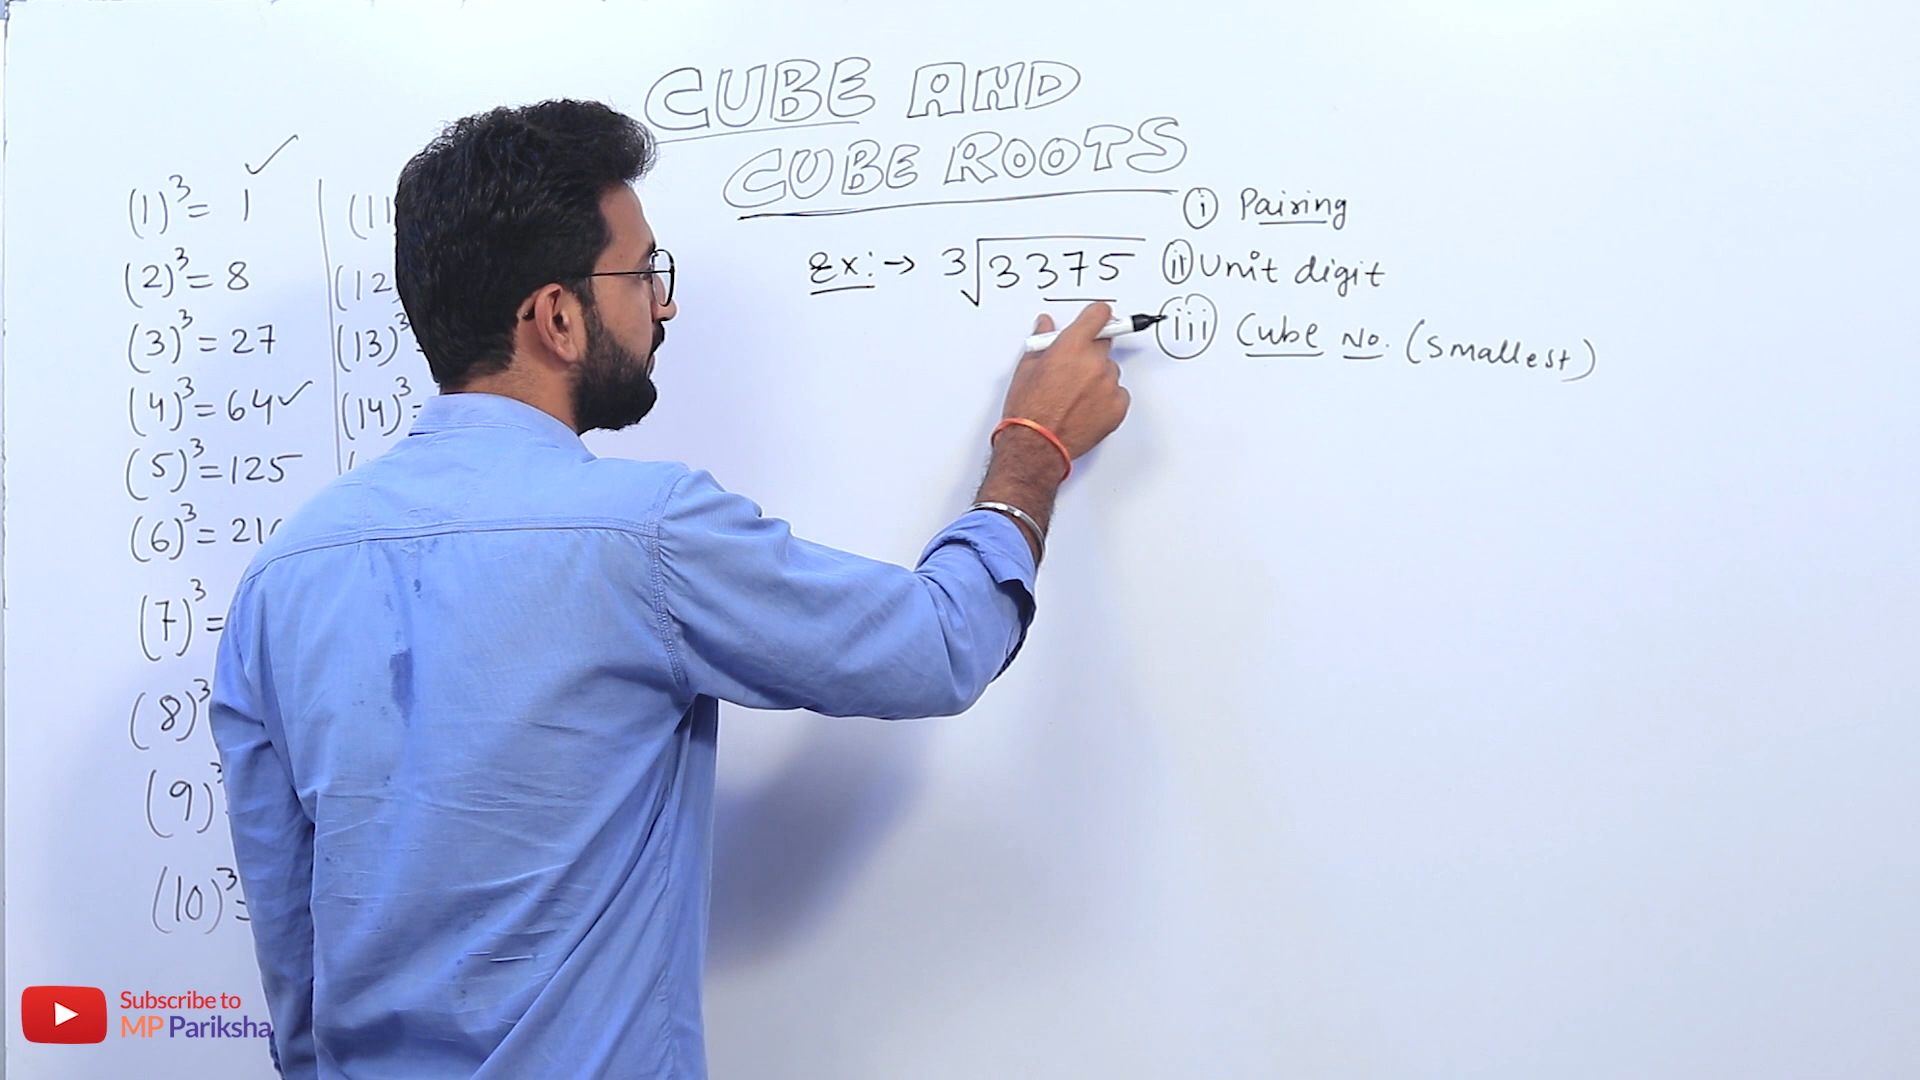 CUBE AND
CUBE ROOTS
(1)³ = 1 ✓
(2)³ = 8
(3)³ = 27
(4)³ = 64 ✓
(5)³ = 125
(6)³ = 21
(7)³ =
(8)³
(9)³
(10)³ =
(11
(12
(13)³
(14)³ =
Ex:→ ³√3375
(i) Pairing
(ii) Unit digit
(iii) Cube No. (Smallest)
Subscribe to
MP Pariksha